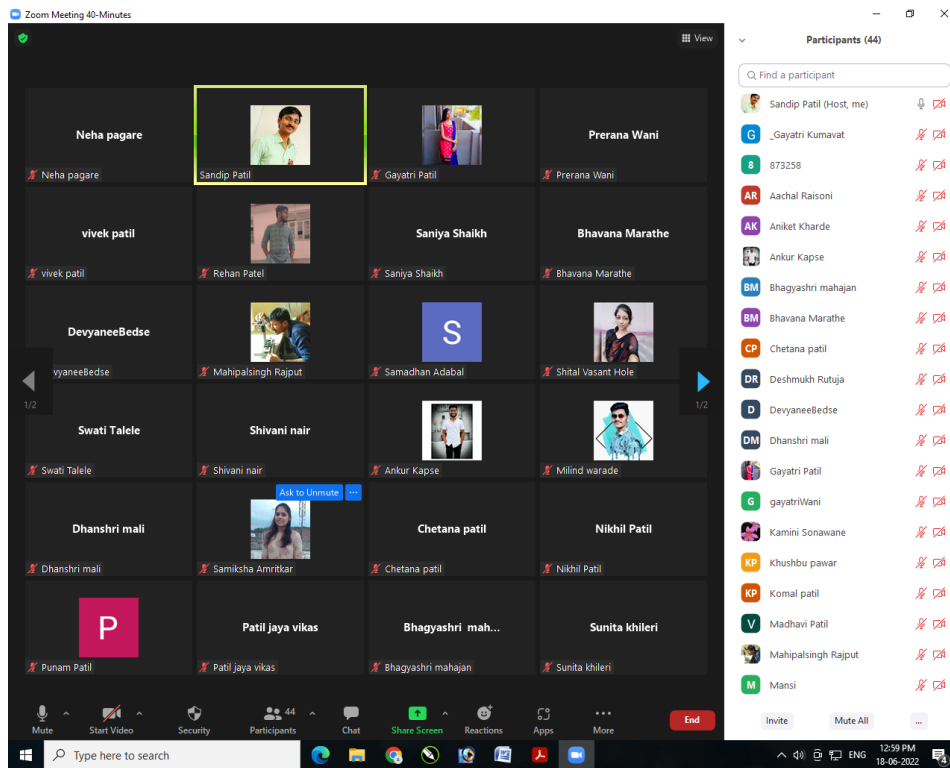 Zoom Meeting 40-Minutes
View
Participants (44)
Find a participant
Neha pagare
Neha pagare
Sandip Patil
Gayatri Patil
Prerana Wani
Prerana Wani
vivek patil
vivek patil
Rehan Patel
Saniya Shaikh
Saniya Shaikh
Bhavana Marathe
Bhavana Marathe
DevyaneeBedse
vyaneeBedse
Mahipalsingh Rajput
S
Samadhan Adabal
Shital Vasant Hole
1/2
1/2
Swati Talele
Swati Talele
Shivani nair
Shivani nair
Ankur Kapse
Milind warade
Dhanshri mali
Dhanshri mali
Ask to Unmute ...
Samiksha Amritkar
Chetana patil
Chetana patil
Nikhil Patil
Nikhil Patil
P
Punam Patil
Patil jaya vikas
Patil jaya vikas
Bhagyashri mah...
Bhagyashri mahajan
Sunita khileri
Sunita khileri
Sandip Patil (Host, me)
G _Gayatri Kumavat
8 873258
AR Aachal Raisoni
AK Aniket Kharde
Ankur Kapse
BM Bhagyashri mahajan
BM Bhavana Marathe
CP Chetana patil
DR Deshmukh Rutuja
D DevyaneeBedse
DM Dhanshri mali
Gayatri Patil
G gayatriWani
Kamini Sonawane
KP Khushbu pawar
KP Komal patil
V Madhavi Patil
Mahipalsingh Rajput
M Mansi
Mute
Start Video
Security
44
Participants
Chat
Share Screen
Reactions
Apps
More
End
Invite
Mute All
...
Type here to search
ENG
12:59 PM
18-06-2022
4